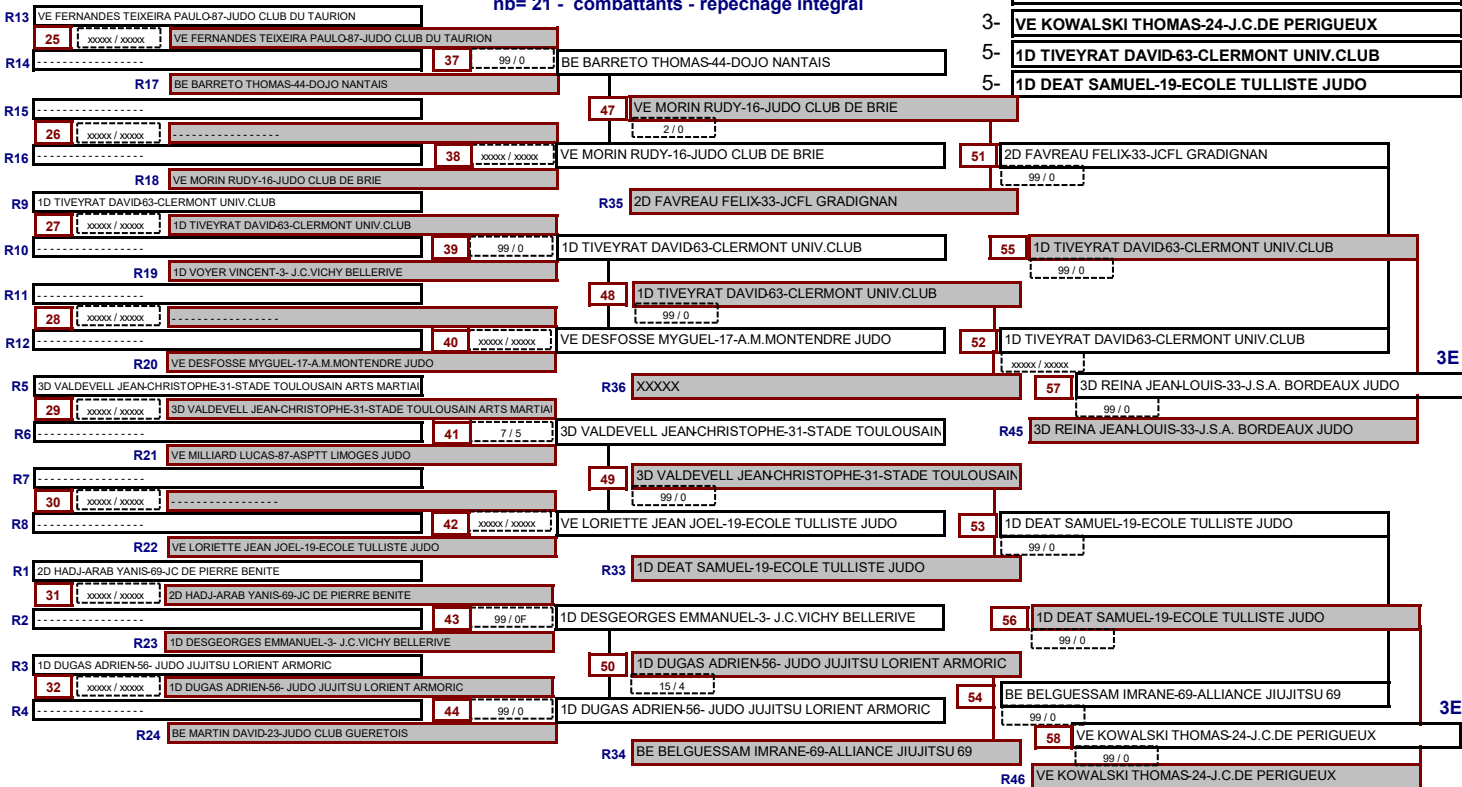 nb= 21 - combattants - repêchage intégral
3- VE KOWALSKI THOMAS-24-J.C.DE PERIGUEUX
5- 1D TIVEYRAT DAVID-63-CLERMONT UNIV.CLUB
5- 1D DEAT SAMUEL-19-ECOLE TULLISTE JUDO
R13 VE FERNANDES TEIXEIRA PAULO-87-JUDO CLUB DU TAURION
25 xxxxx / xxxxx VE FERNANDES TEIXEIRA PAULO-87-JUDO CLUB DU TAURION
R14 - - - - - - - - - - - - - - - - 37 99 / 0 BE BARRETO THOMAS-44-DOJO NANTAIS
R17 BE BARRETO THOMAS-44-DOJO NANTAIS
R15 - - - - - - - - - - - - - - - - 47 VE MORIN RUDY-16-JUDO CLUB DE BRIE
26 xxxxx / xxxxx - - - - - - - - - - - - - - - - 2 / 0
R16 - - - - - - - - - - - - - - - - 38 xxxxx / xxxxx VE MORIN RUDY-16-JUDO CLUB DE BRIE 51 2D FAVREAU FELIX-33-JCFL GRADIGNAN
99 / 0
R18 VE MORIN RUDY-16-JUDO CLUB DE BRIE
R9 1D TIVEYRAT DAVID-63-CLERMONT UNIV.CLUB R35 2D FAVREAU FELIX-33-JCFL GRADIGNAN
27 xxxxx / xxxxx 1D TIVEYRAT DAVID-63-CLERMONT UNIV.CLUB
R10 - - - - - - - - - - - - - - - - 39 99 / 0 1D TIVEYRAT DAVID-63-CLERMONT UNIV.CLUB 55 1D TIVEYRAT DAVID-63-CLERMONT UNIV.CLUB
R19 1D VOYER VINCENT-3- J.C.VICHY BELLERIVE 99 / 0
R11 - - - - - - - - - - - - - - - - 48 1D TIVEYRAT DAVID-63-CLERMONT UNIV.CLUB
28 xxxxx / xxxxx - - - - - - - - - - - - - - - - 99 / 0
R12 - - - - - - - - - - - - - - - - 40 xxxxx / xxxxx VE DESFOSSE MYGUEL-17-A.M.MONTENDRE JUDO 52 1D TIVEYRAT DAVID-63-CLERMONT UNIV.CLUB
R20 VE DESFOSSE MYGUEL-17-A.M.MONTENDRE JUDO xxxxx / xxxxx 3E
R5 3D VALDEVELL JEAN-CHRISTOPHE-31-STADE TOULOUSAIN ARTS MARTIAU R36 XXXXX 57 3D REINA JEAN-LOUIS-33-J.S.A. BORDEAUX JUDO
29 xxxxx / xxxxx 3D VALDEVELL JEAN-CHRISTOPHE-31-STADE TOULOUSAIN ARTS MARTIAU 99 / 0
R6 - - - - - - - - - - - - - - - - 41 7 / 5 3D VALDEVELL JEAN-CHRISTOPHE-31-STADE TOULOUSAIN R45 3D REINA JEAN-LOUIS-33-J.S.A. BORDEAUX JUDO
R21 VE MILLIARD LUCAS-87-ASPTT LIMOGES JUDO
R7 - - - - - - - - - - - - - - - - 49 3D VALDEVELL JEAN-CHRISTOPHE-31-STADE TOULOUSAIN
30 xxxxx / xxxxx - - - - - - - - - - - - - - - - 99 / 0
R8 - - - - - - - - - - - - - - - - 42 xxxxx / xxxxx VE LORIETTE JEAN JOEL-19-ECOLE TULLISTE JUDO 53 1D DEAT SAMUEL-19-ECOLE TULLISTE JUDO
R22 VE LORIETTE JEAN JOEL-19-ECOLE TULLISTE JUDO 99 / 0
R1 2D HADJ-ARAB YANIS-69-JC DE PIERRE BENITE R33 1D DEAT SAMUEL-19-ECOLE TULLISTE JUDO
31 xxxxx / xxxxx 2D HADJ-ARAB YANIS-69-JC DE PIERRE BENITE
R2 - - - - - - - - - - - - - - - - 43 99 / 0F 1D DESGEORGES EMMANUEL-3- J.C.VICHY BELLERIVE 56 1D DEAT SAMUEL-19-ECOLE TULLISTE JUDO
R23 1D DESGEORGES EMMANUEL-3- J.C.VICHY BELLERIVE 99 / 0
R3 1D DUGAS ADRIEN-56- JUDO JUJITSU LORIENT ARMORIC 50 1D DUGAS ADRIEN-56- JUDO JUJITSU LORIENT ARMORIC
32 xxxxx / xxxxx 1D DUGAS ADRIEN-56- JUDO JUJITSU LORIENT ARMORIC 15 / 4
54 BE BELGUESSAM IMRANE-69-ALLIANCE JIUJITSU 69
R4 - - - - - - - - - - - - - - - - 44 99 / 0 1D DUGAS ADRIEN-56- JUDO JUJITSU LORIENT ARMORIC 99 / 0 3E
R24 BE MARTIN DAVID-23-JUDO CLUB GUERETOIS 58 VE KOWALSKI THOMAS-24-J.C.DE PERIGUEUX
R34 BE BELGUESSAM IMRANE-69-ALLIANCE JIUJITSU 69 99 / 0
R46 VE KOWALSKI THOMAS-24-J.C.DE PERIGUEUX